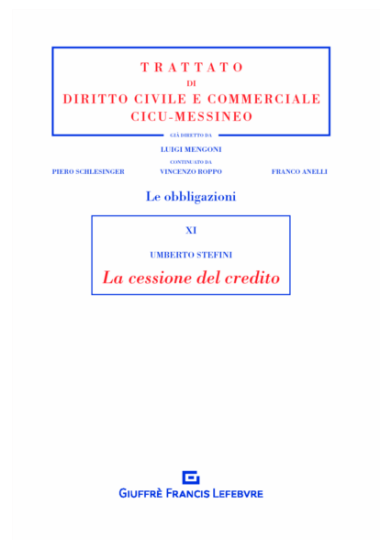 TRATTATO
DI
DIRITTO CIVILE E COMMERCIALE
CICU-MESSINEO
GIÀ DIRETTO DA
LUIGI MENGONI
CONTINUATO DA
PIERO SCHLESINGER VINCENZO ROPPO FRANCO ANELLI
Le obbligazioni
XI
UMBERTO STEFINI
La cessione del credito
GIUFFRÈ FRANCIS LEFEBVRE